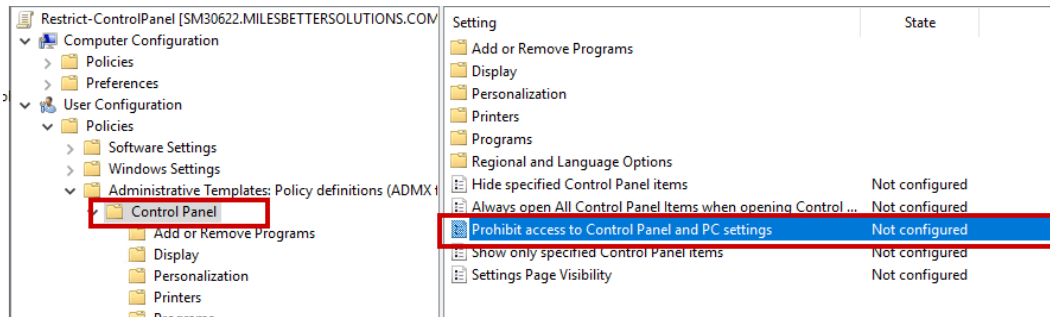 Restrict-ControlPanel [SM30622.MILESBETTERSOLUTIONS.COM
Computer Configuration
Policies
Preferences
User Configuration
Policies
Software Settings
Windows Settings
Administrative Templates: Policy definitions (ADMX
Control Panel
Add or Remove Programs
Display
Personalization
Printers
Programs
Setting State
Add or Remove Programs
Display
Personalization
Printers
Programs
Regional and Language Options
Hide specified Control Panel items Not configured
Always open All Control Panel Items when opening Control ... Not configured
Prohibit access to Control Panel and PC settings Not configured
Show only specified Control Panel items Not configured
Settings Page Visibility Not configured